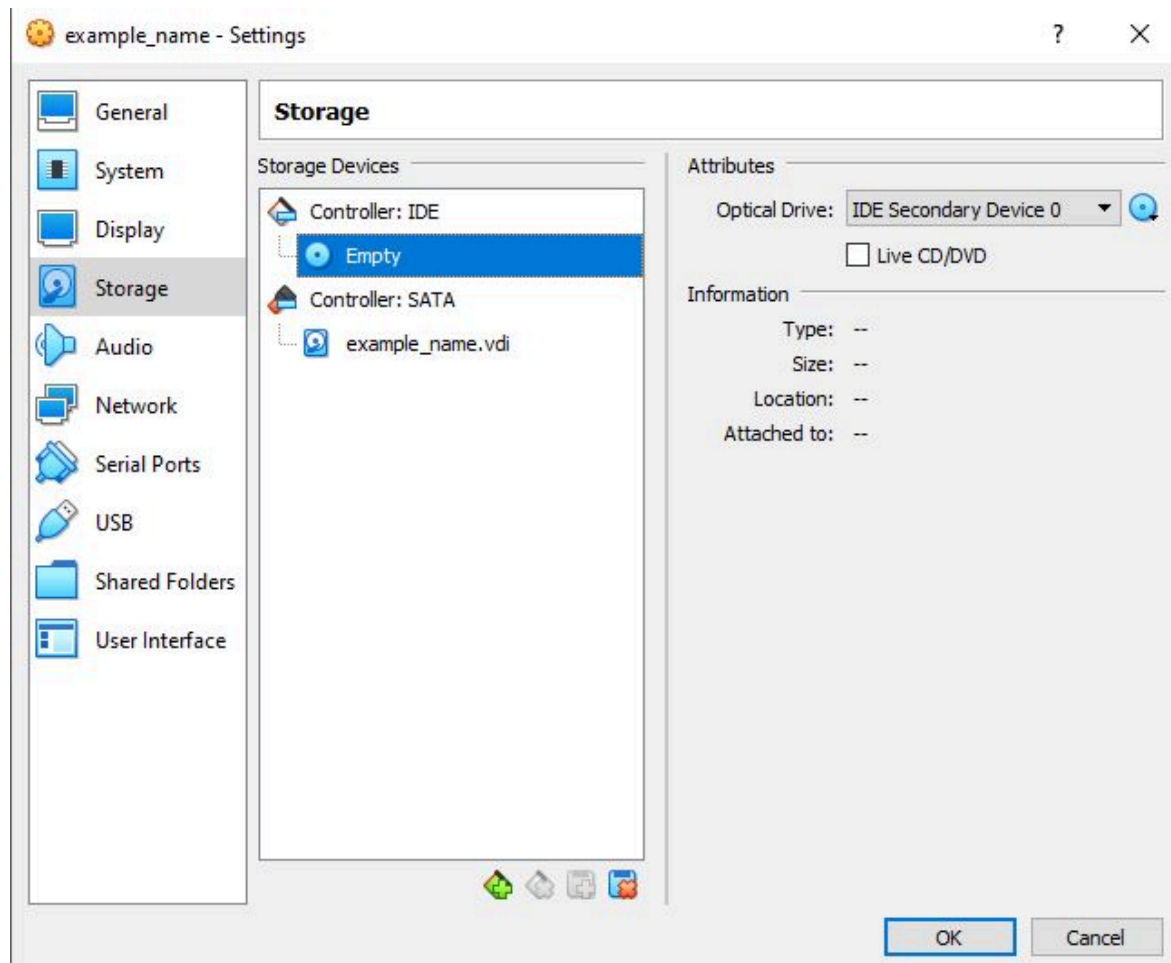 example_name - Settings
?
General
System
Display
Storage
Audio
Network
Serial Ports
USB
Shared Folders
User Interface
Storage
Storage Devices
Controller: IDE
Empty
Controller: SATA
example_name.vdi
Attributes
Optical Drive: IDE Secondary Device 0
Live CD/DVD
Information
Type: --
Size: --
Location: --
Attached to: --
OK Cancel